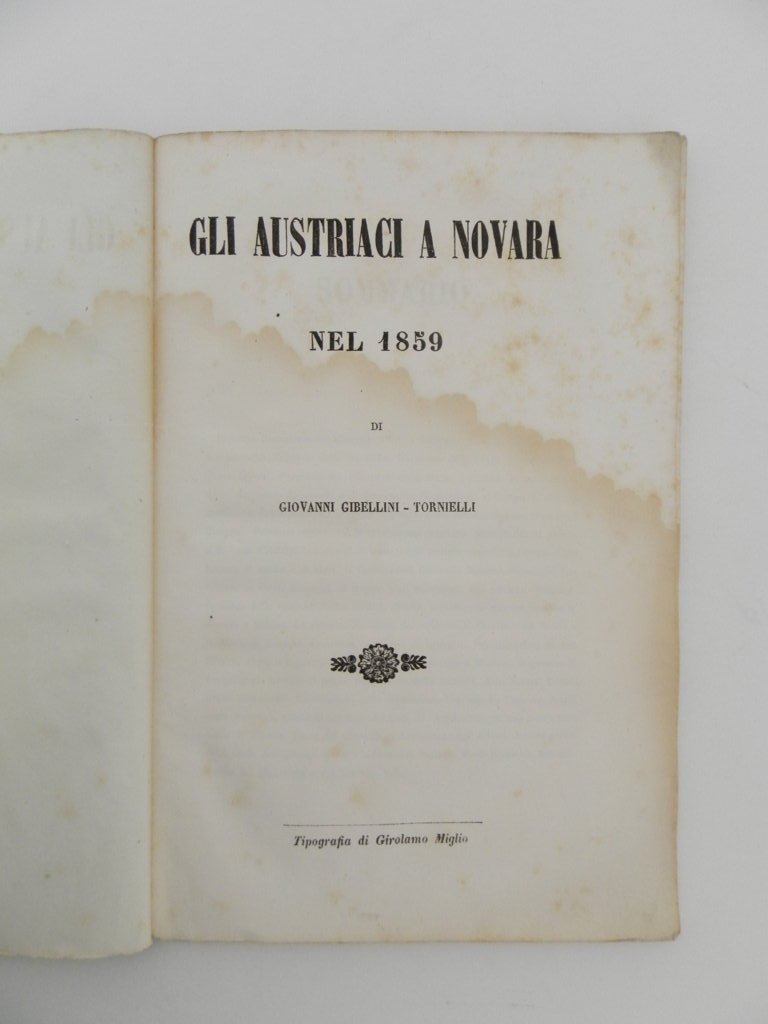 GLI AUSTRIACI A NOVARA
NEL 1859
DI
GIOVANNI GIBELLINI - TORNIELLI
Tipografia di Girolamo Miglio